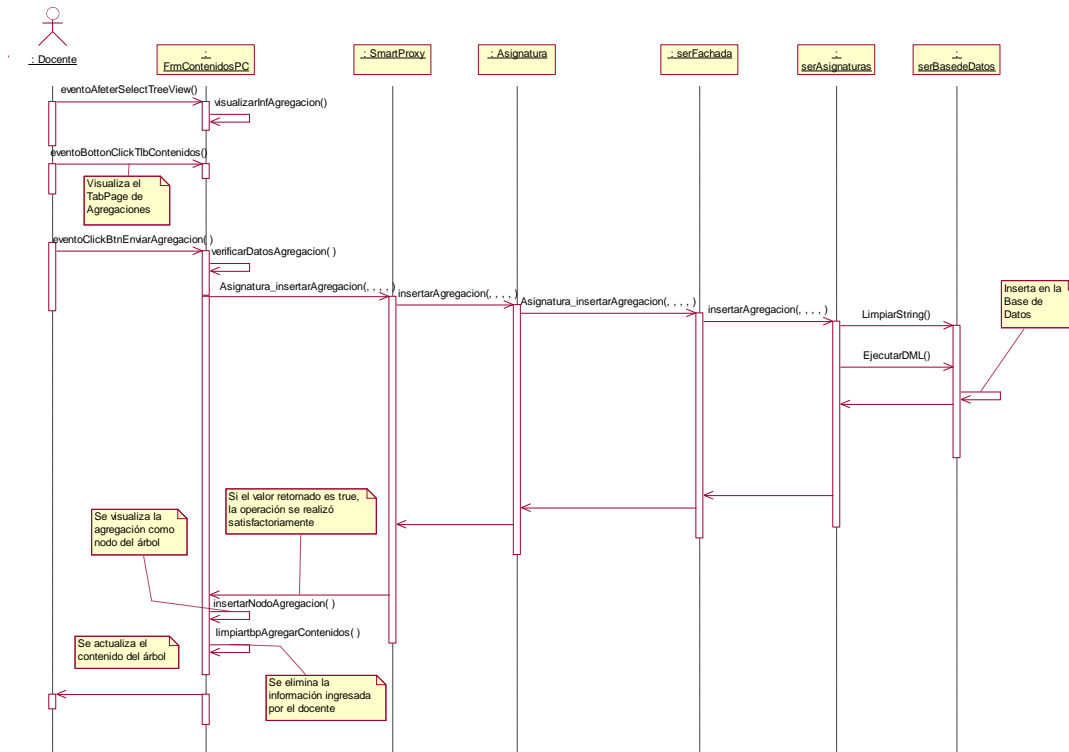 : Docente
:
FrmContenidosPC
: SmartProxy
: Asignatura
: serFachada
:
serAsignaturas
:
serBasedeDatos
eventoAfeterSelectTreeView()
visualizarInfAgregacion()
eventoBottonClickTlbContenidos()
Visualiza el
TabPage de
Agregaciones
eventoClickBtnEnviarAgregacion( )
verificarDatosAgregacion( )
Asignatura_insertarAgregacion(, , , , )
insertarAgregacion(, , , , )
Asignatura_insertarAgregacion(, , , , )
insertarAgregacion(, , , , )
LimpiarString()
Inserta en la
Base de
Datos
EjecutarDML()
Si el valor retornado es true,
la operación se realizó
satisfactoriamente
Se visualiza la
agregación como
nodo del árbol
insertarNodoAgregacion( )
limpiartbpAgregarContenidos( )
Se actualiza el
contenido del árbol
Se elimina la
información ingresada
por el docente